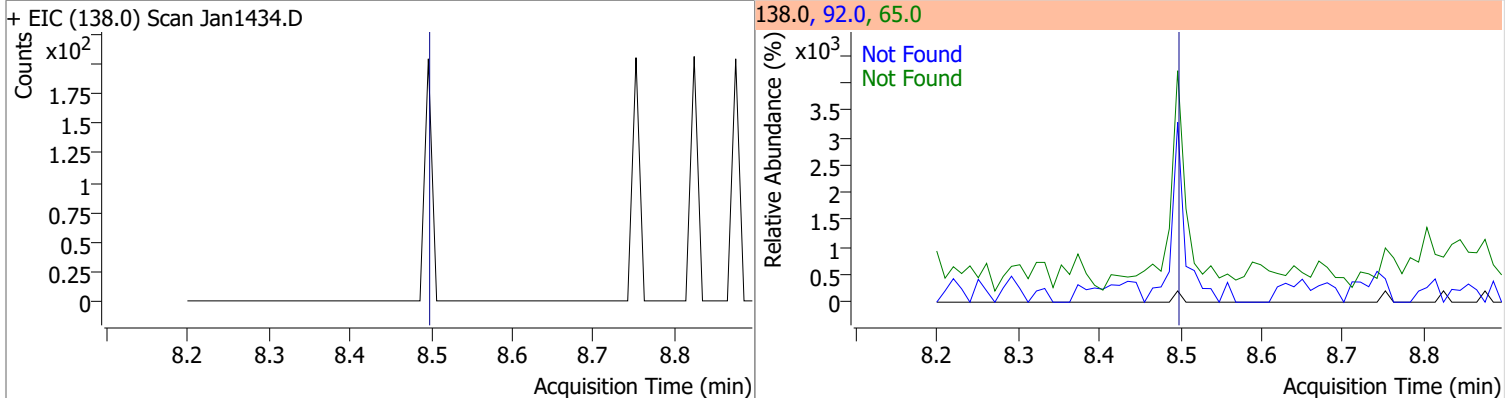 + EIC (138.0) Scan Jan1434.D
Counts
x10²
1.75
1.5
1.25
1
0.75
0.5
0.25
0
8.2 8.3 8.4 8.5 8.6 8.7 8.8
Acquisition Time (min)
138.0, 92.0, 65.0
Relative Abundance (%)
x10³
Not Found
Not Found
3.5
3
2.5
2
1.5
1
0.5
0
8.2 8.3 8.4 8.5 8.6 8.7 8.8
Acquisition Time (min)